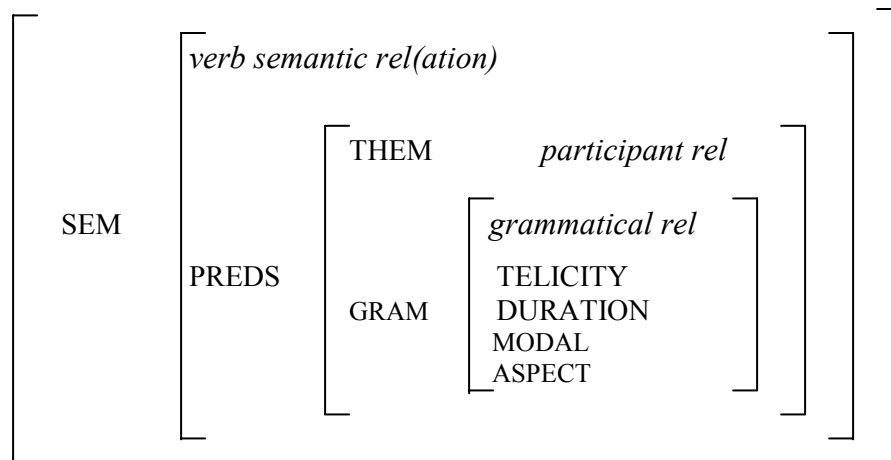 verb semantic rel(ation)
THEM participant rel
SEM
grammatical rel
PREDS
TELICITY
GRAM
DURATION
MODAL
ASPECT